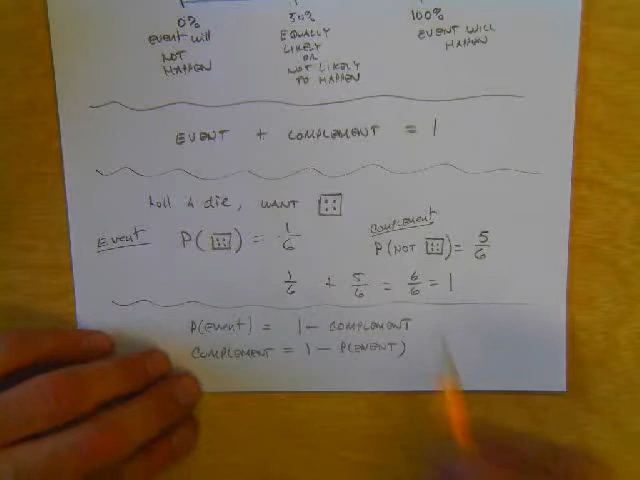 0% 50% 100%
EVENT WILL EQUALLY EVENT WILL
NOT LIKELY HAPPEN
HAPPEN OR
NOT LIKELY
TO HAPPEN
EVENT + COMPLEMENT = 1
ROLL A DIE, WANT
EVENT P( ) = 1/6 COMPLEMENT P(NOT ) = 5/6
1/6 + 5/6 = 6/6 = 1
P(EVENT) = 1 - COMPLEMENT
COMPLEMENT = 1 - P(EVENT)